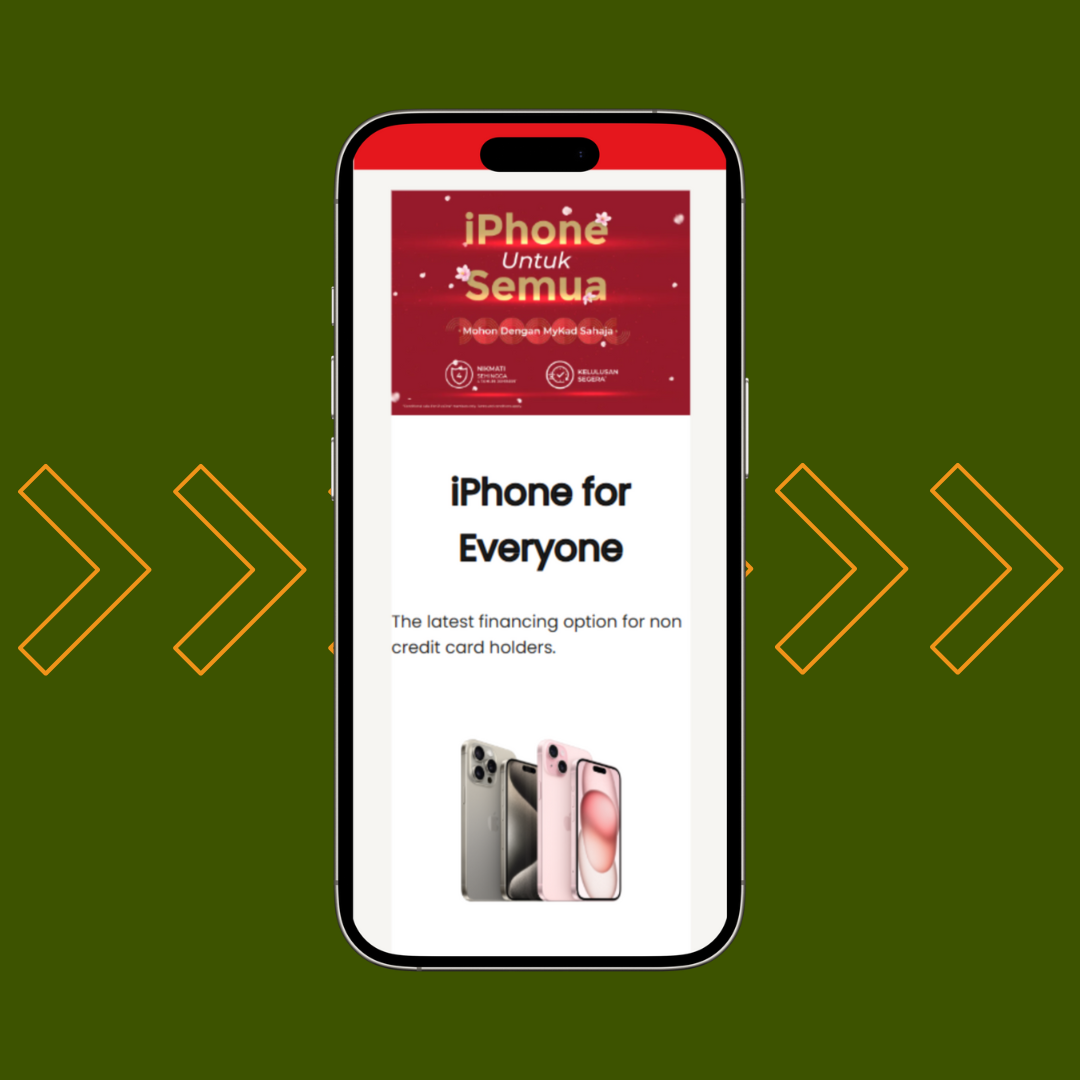 iPhone
Untuk
Semua
Mohon Dengan MyKad Sahaja
NIKMATI
SEHINGGA
KELULUSAN
SEGERA*
iPhone for
Everyone
The latest financing option for non
credit card holders.